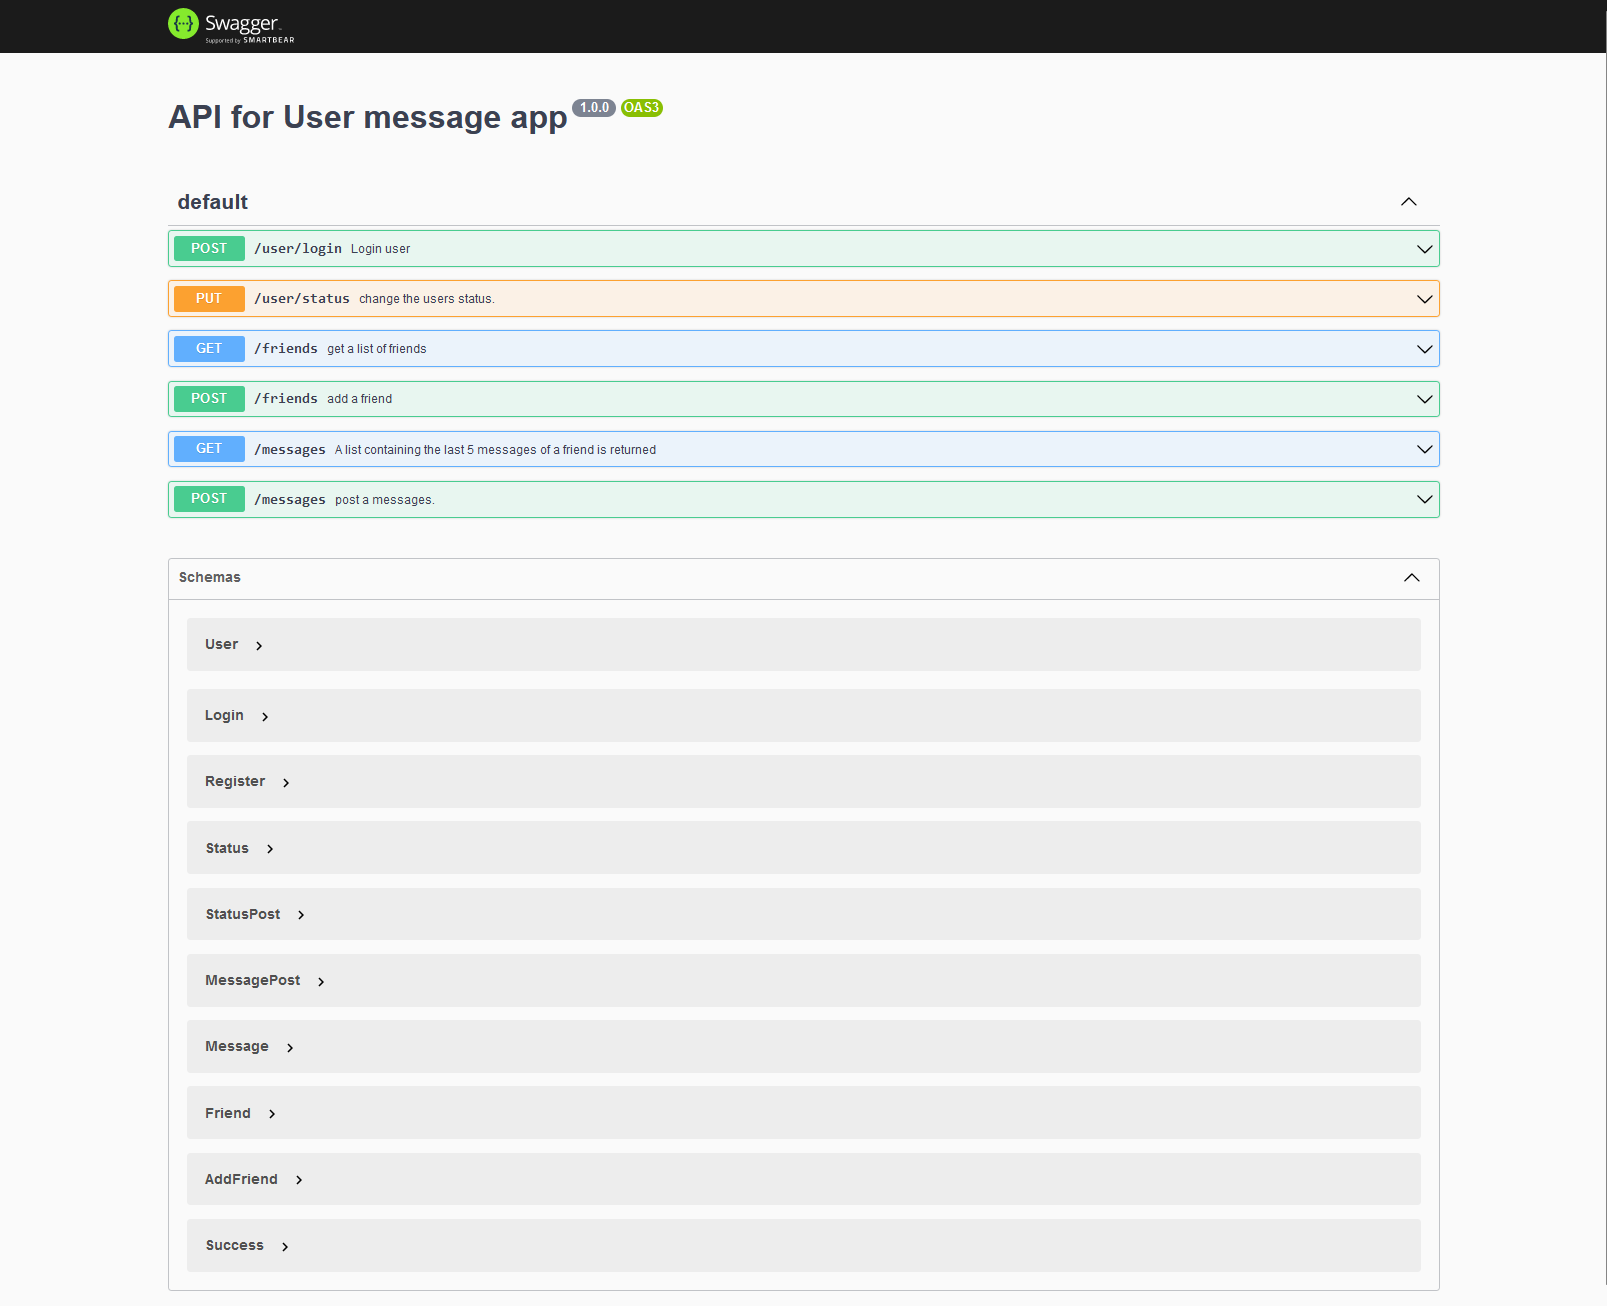 {···} Swagger
Supported by SMARTBEAR
API for User message app 1.0.0 OAS3
default
POST /user/login Login user
PUT /user/status change the users status.
GET /friends get a list of friends
POST /friends add a friend
GET /messages A list containing the last 5 messages of a friend is returned
POST /messages post a messages.
Schemas
User
Login
Register
Status
StatusPost
MessagePost
Message
Friend
AddFriend
Success